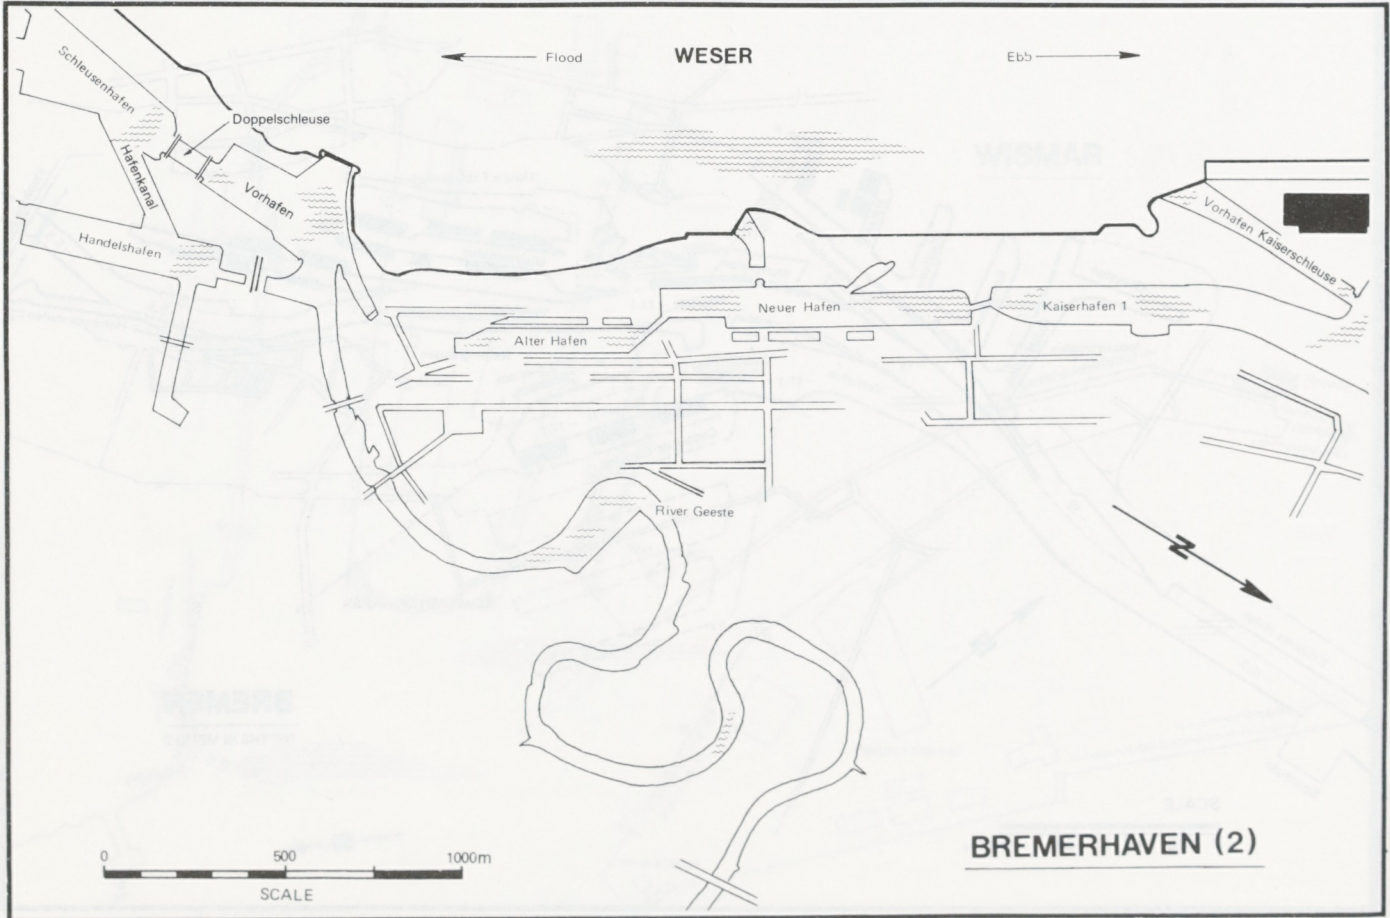 Flood
WESER
Ebb
Schleusenhafen
Doppelschleuse
Hafenkanal
Vorhafen
Vorhafen Kaiserschleuse
Handelshafen
Neuer Hafen
Kaiserhafen 1
Alter Hafen
River Geeste
N
BREMERHAVEN (2)
0 500 1000m
SCALE